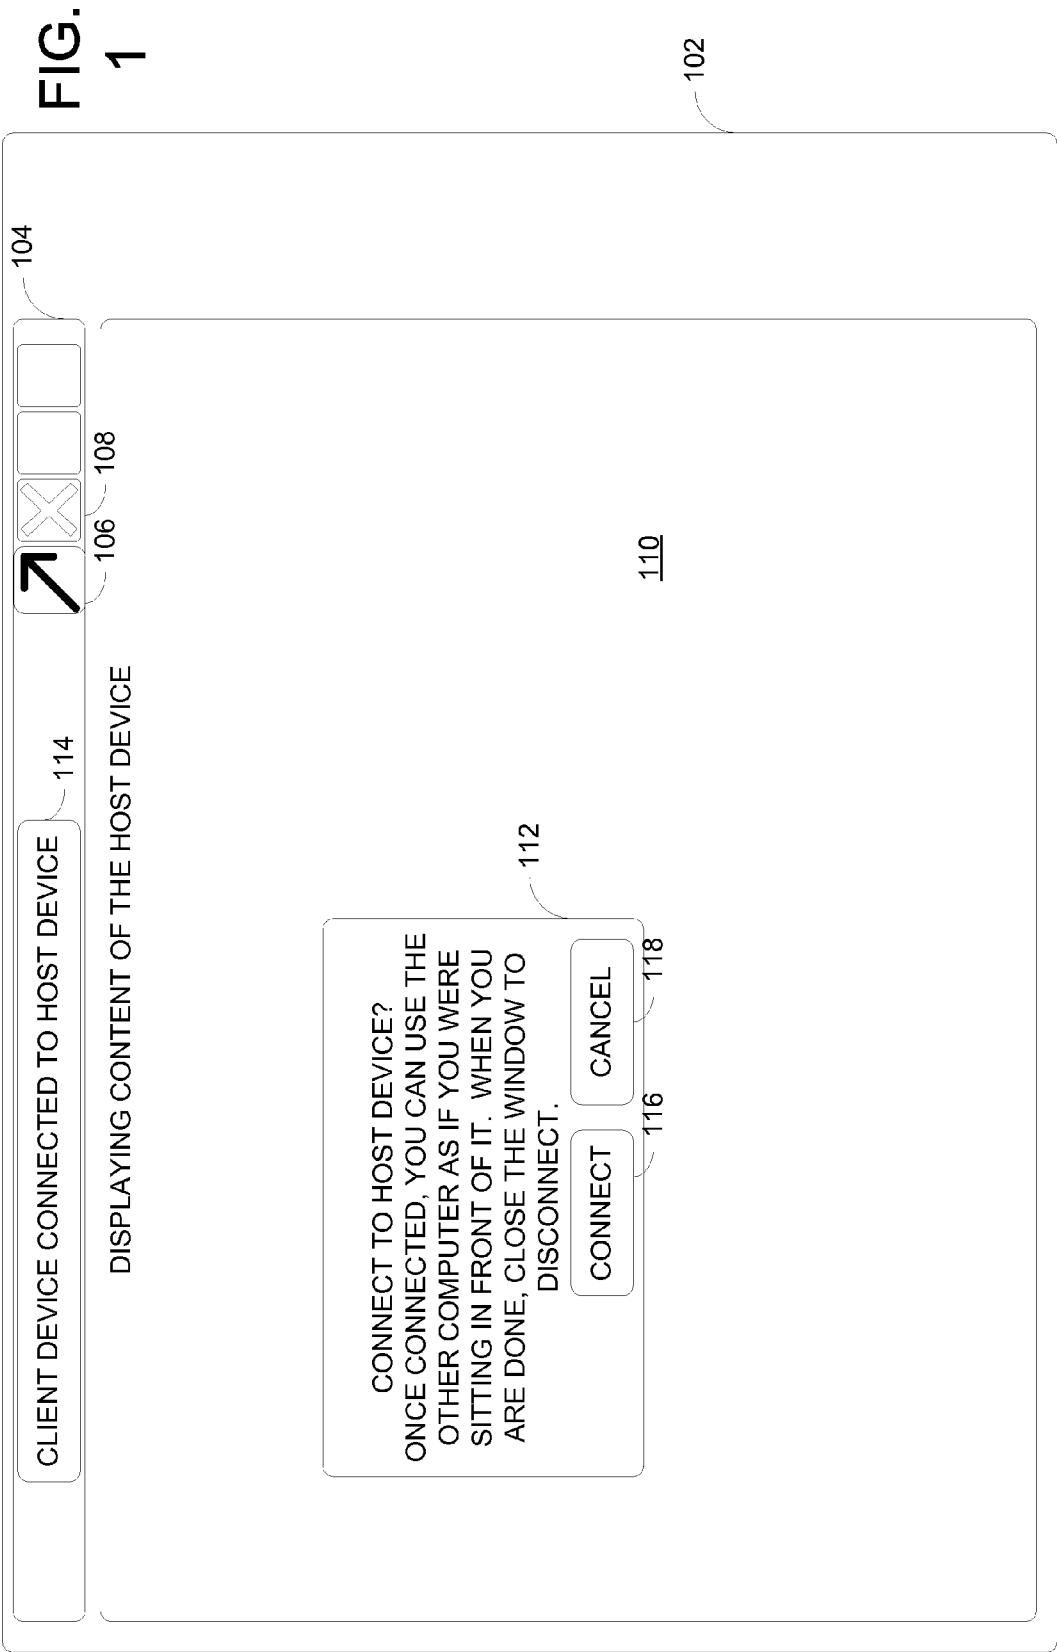 FIG.
1
102
104
CLIENT DEVICE CONNECTED TO HOST DEVICE
114
106
108
DISPLAYING CONTENT OF THE HOST DEVICE
110
112
CONNECT TO HOST DEVICE?
ONCE CONNECTED, YOU CAN USE THE
OTHER COMPUTER AS IF YOU WERE
SITTING IN FRONT OF IT. WHEN YOU
ARE DONE, CLOSE THE WINDOW TO
DISCONNECT.
CONNECT
CANCEL
116
118